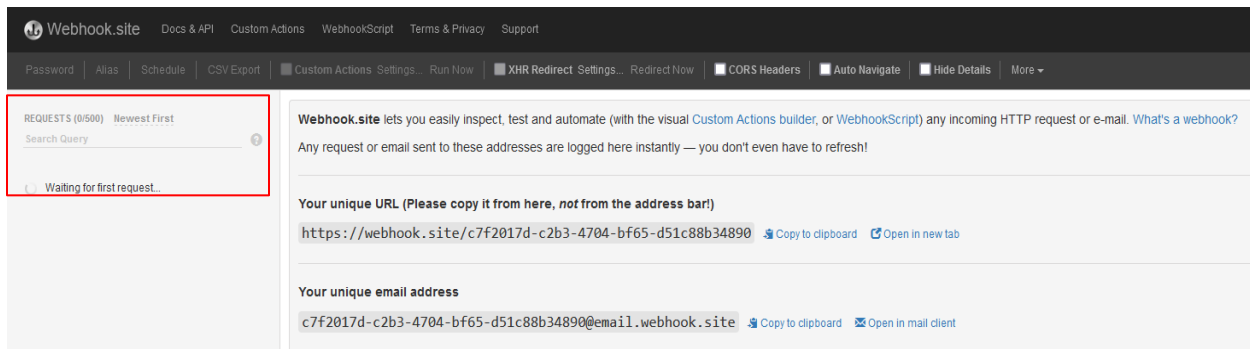 Webhook.site Docs & API Custom Actions WebhookScript Terms & Privacy Support
Password Alias Schedule CSV Export Custom Actions Settings... Run Now XHR Redirect Settings... Redirect Now CORS Headers Auto Navigate Hide Details More
REQUESTS (0/500) Newest First
Search Query ?
Waiting for first request...
Webhook.site lets you easily inspect, test and automate (with the visual Custom Actions builder, or WebhookScript) any incoming HTTP request or e-mail. What's a webhook?
Any request or email sent to these addresses are logged here instantly — you don't even have to refresh!
Your unique URL (Please copy it from here, not from the address bar!)
https://webhook.site/c7f2017d-c2b3-4704-bf65-d51c88b34890 Copy to clipboard Open in new tab
Your unique email address
c7f2017d-c2b3-4704-bf65-d51c88b34890@email.webhook.site Copy to clipboard Open in mail client